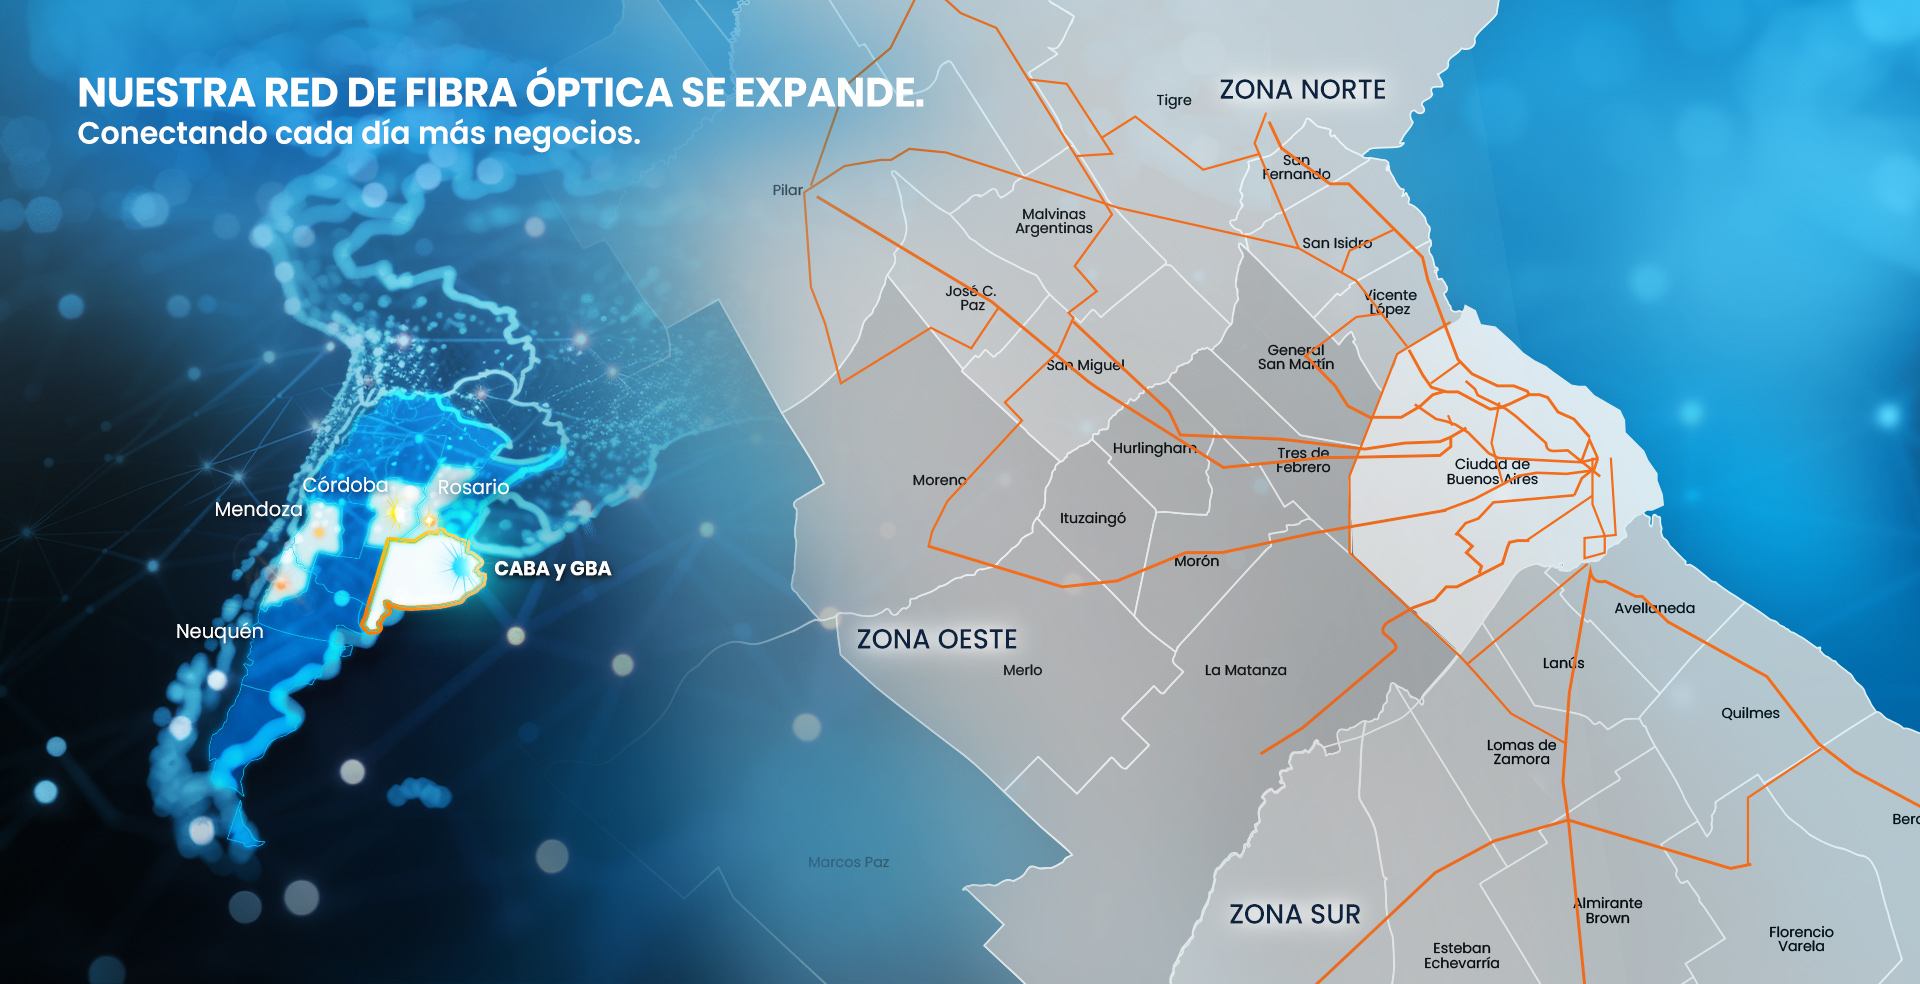 NUESTRA RED DE FIBRA ÓPTICA SE EXPANDE.
Conectando cada día más negocios.
Córdoba
Rosario
Mendoza
CABA y GBA
Neuquén
ZONA NORTE
Tigre
San
Fernando
Pilar
Malvinas
Argentinas
San Isidro
José C.
Paz
Vicente
López
General
San Martín
San Miguel
Hurlingham
Tres de
Febrero
Ciudad de
Buenos Aires
Moreno
Ituzaingó
Morón
ZONA OESTE
Merlo
La Matanza
Avellaneda
Lanús
Quilmes
Lomas de
Zamora
Marcos Paz
ZONA SUR
Almirante
Brown
Esteban
Echevarría
Florencio
Varela